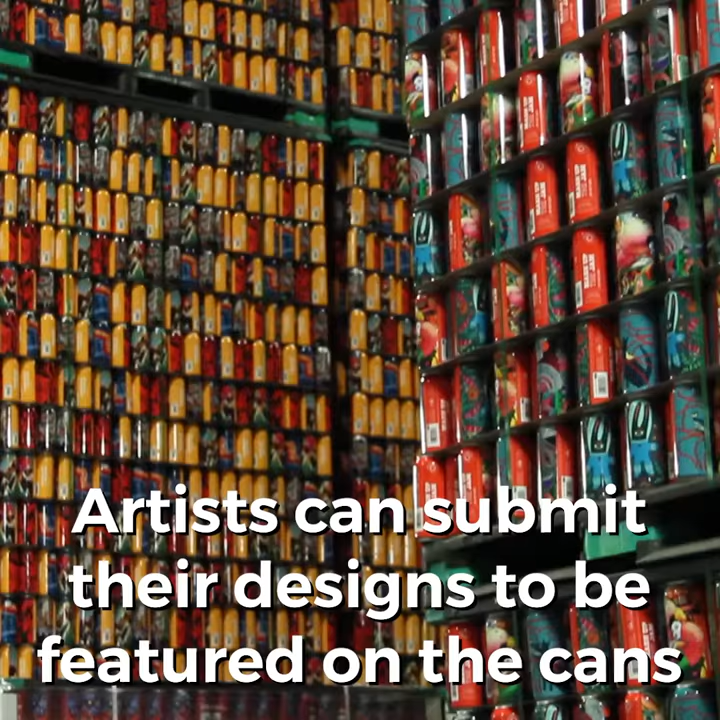 Artists can submit
their designs to be
featured on the cans